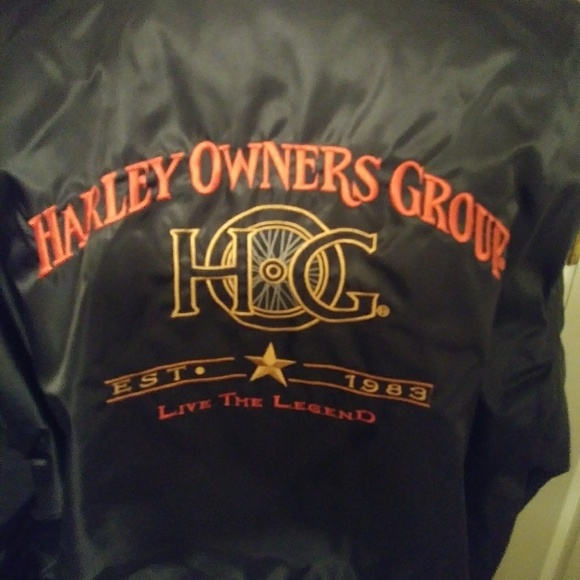 HARLEY OWNERS GROUP
HOG®
EST• 1983
LIVE THE LEGEND